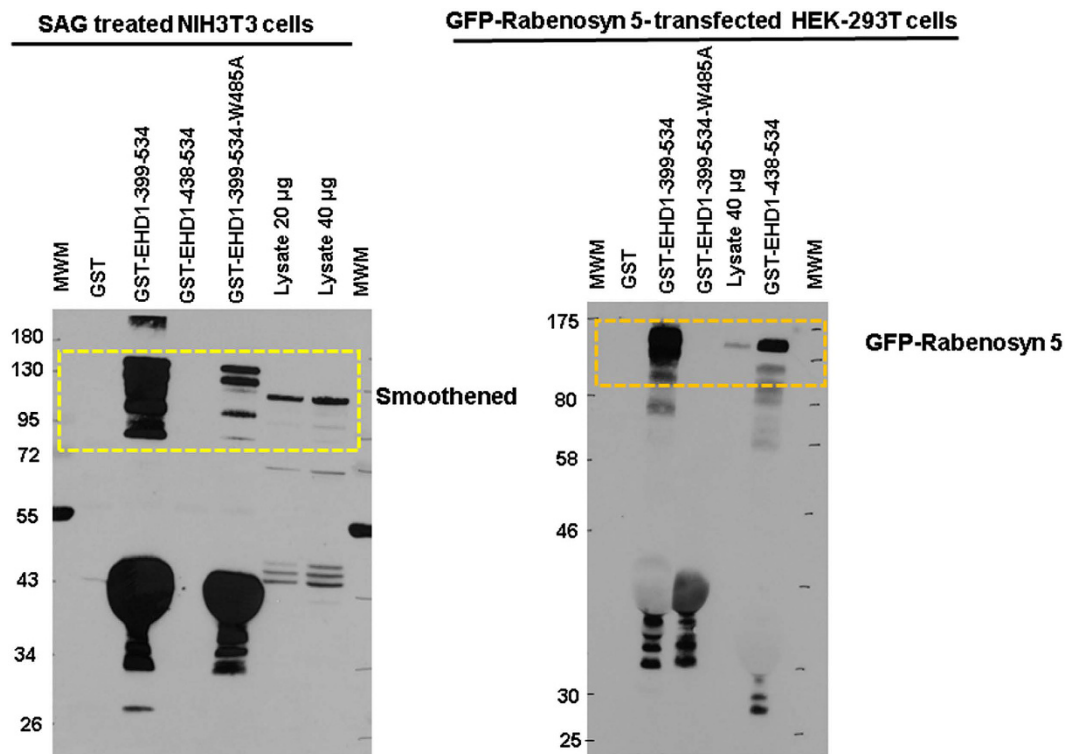 SAG treated NIH3T3 cells
GFP-Rabenosyn 5-transfected HEK-293T cells
MWM
GST
GST-EHD1-399-534
GST-EHD1-438-534
GST-EHD1-399-534-W485A
Lysate 20 µg
Lysate 40 µg
MWM
MWM
GST
GST-EHD1-399-534
GST-EHD1-399-534-W485A
Lysate 40 µg
GST-EHD1-438-534
MWM
180
130
95
72
55
43
34
26
Smoothened
175
80
58
46
30
25
GFP-Rabenosyn 5